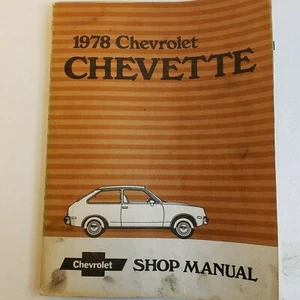 1978 Chevrolet
CHEVETTE
Chevrolet
SHOP MANUAL